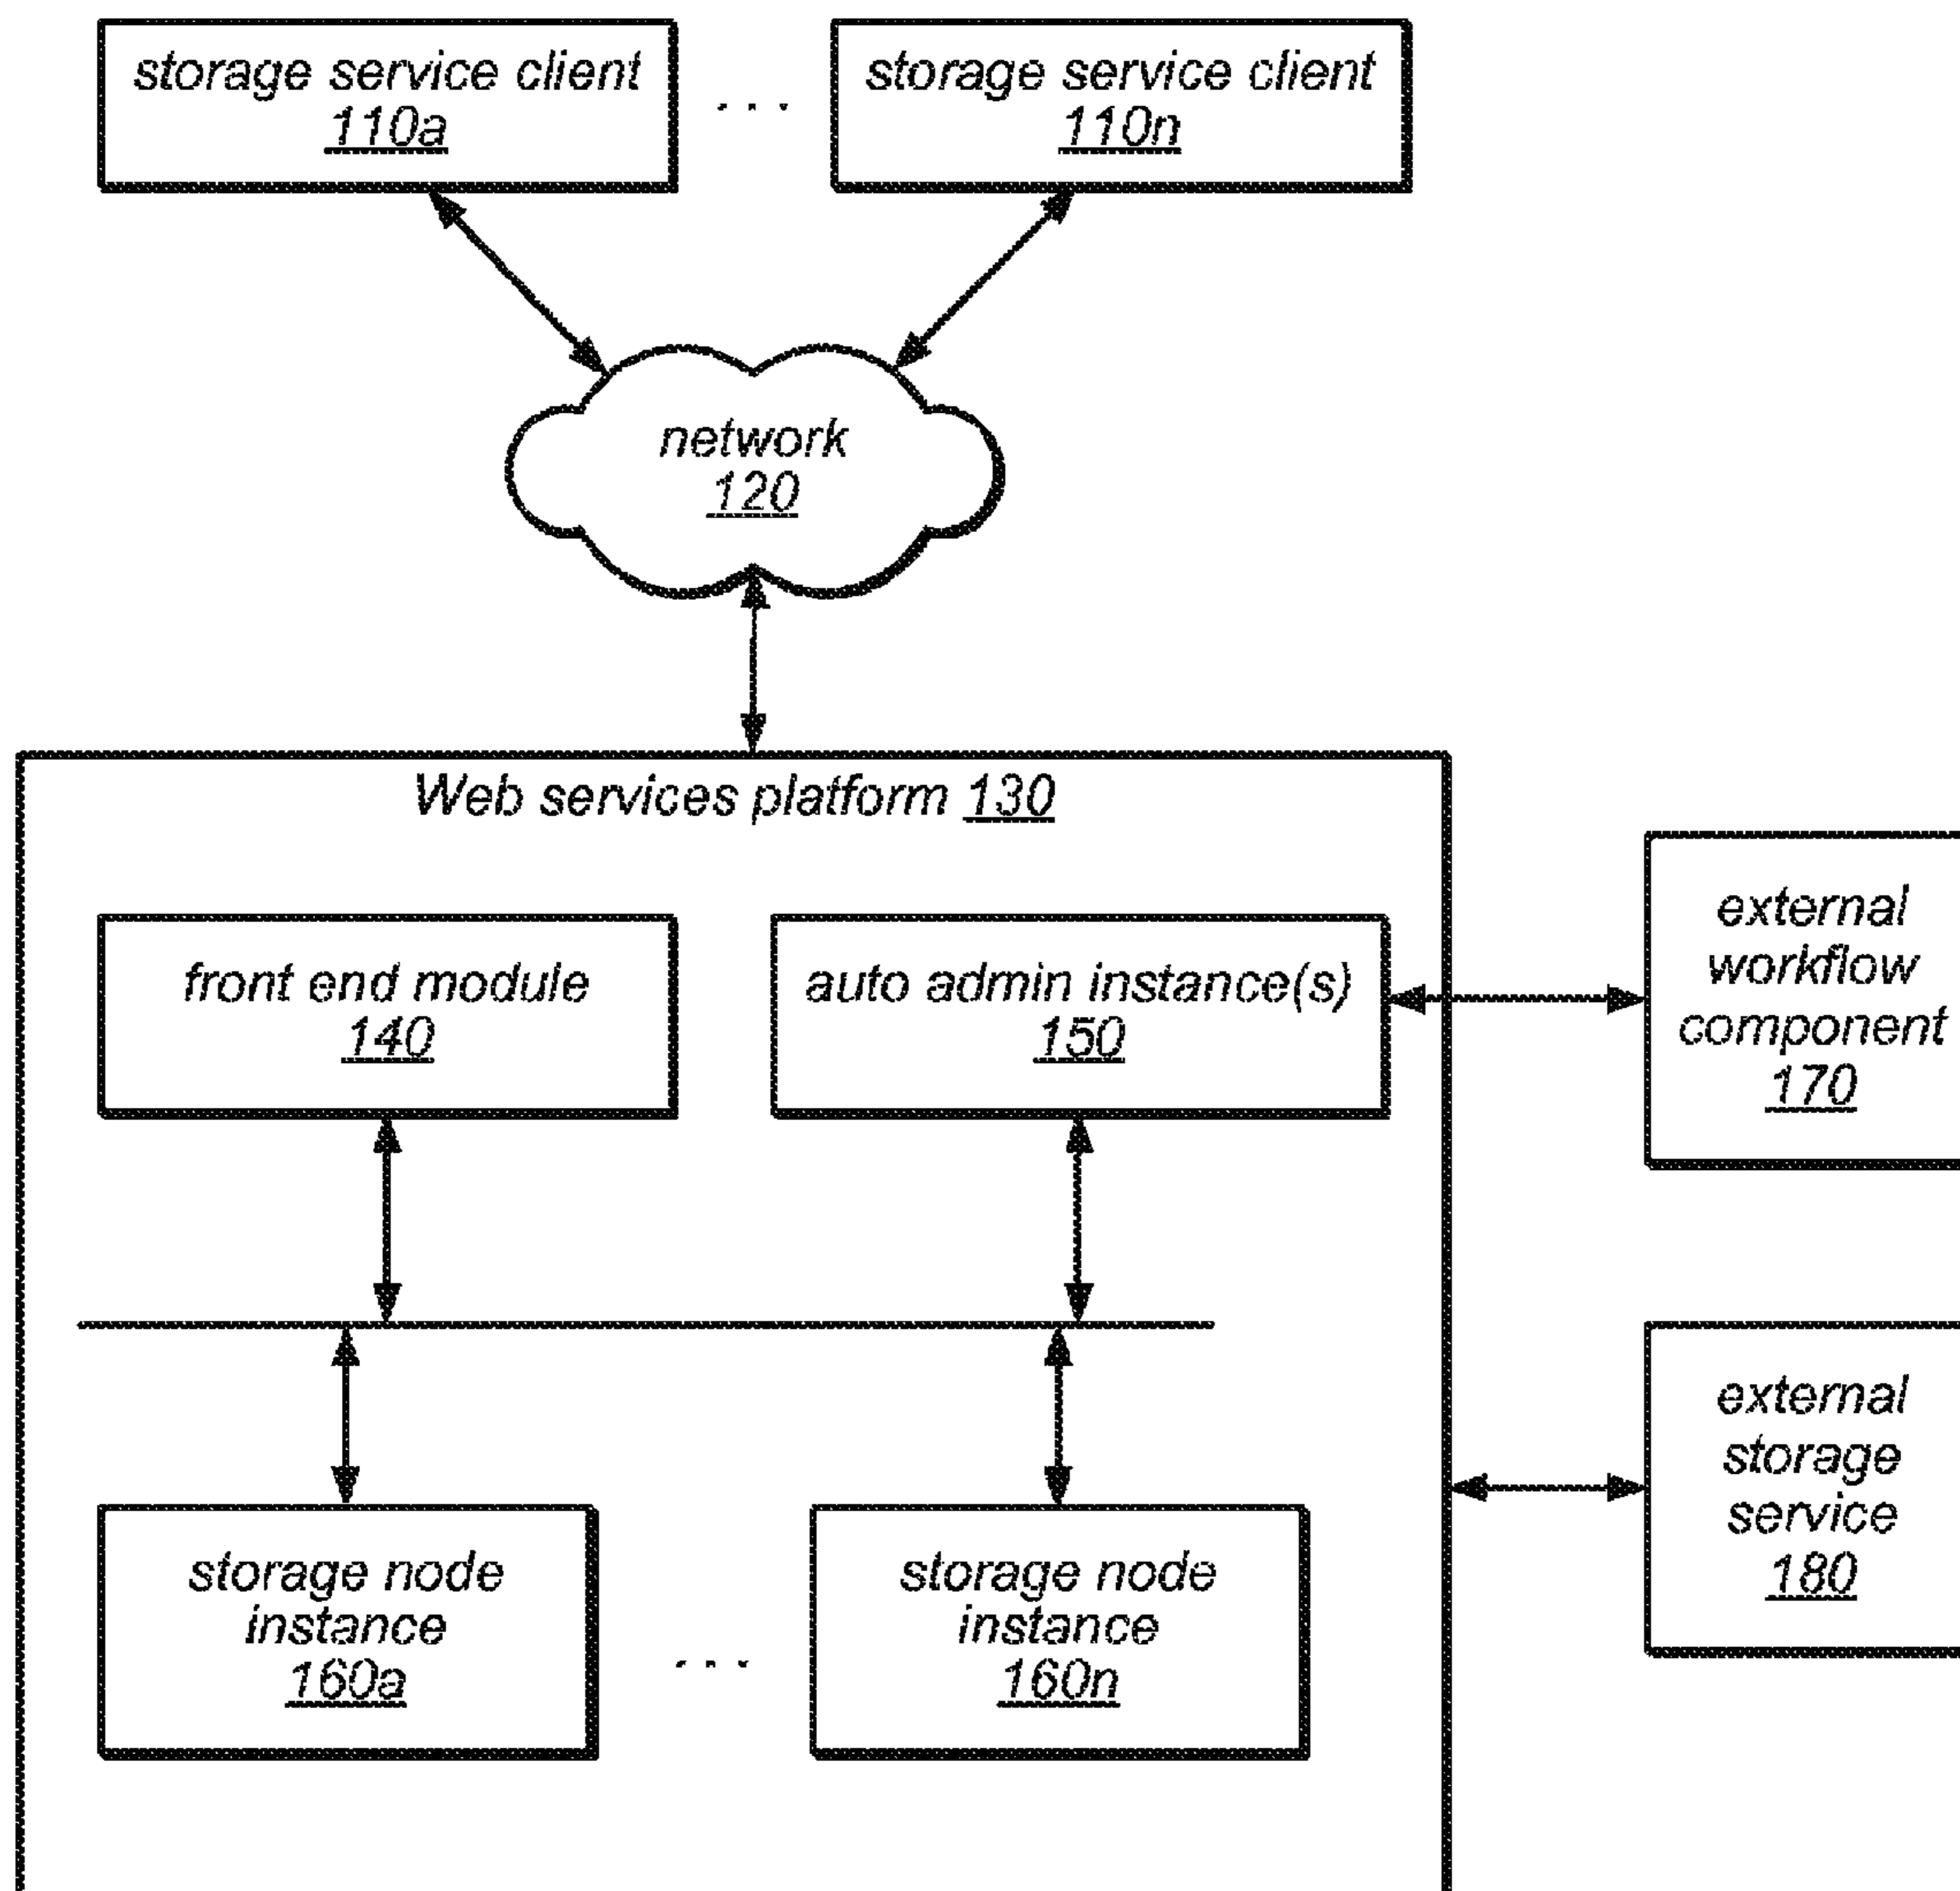 storage service client
110a
. . .
storage service client
110n
network
120
Web services platform 130
front end module
140
auto admin instance(s)
150
external
workflow
component
170
external
storage
service
180
storage node
instance
160a
. . .
storage node
instance
160n